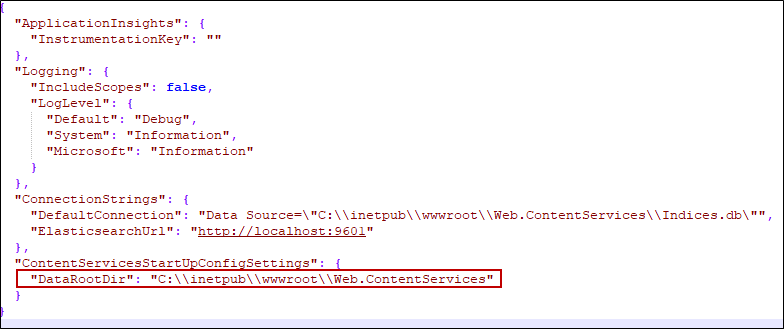 {
"ApplicationInsights": {
"InstrumentationKey": ""
},
"Logging": {
"IncludeScopes": false,
"LogLevel": {
"Default": "Debug",
"System": "Information",
"Microsoft": "Information"
}
},
"ConnectionStrings": {
"DefaultConnection": "Data Source=\"C:\\inetpub\\wwwroot\\Web.ContentServices\\Indices.db\"",
"ElasticsearchUrl": "http://localhost:9601"
},
"ContentServicesStartUpConfigSettings": {
"DataRootDir": "C:\\inetpub\\wwwroot\\Web.ContentServices"
}
}